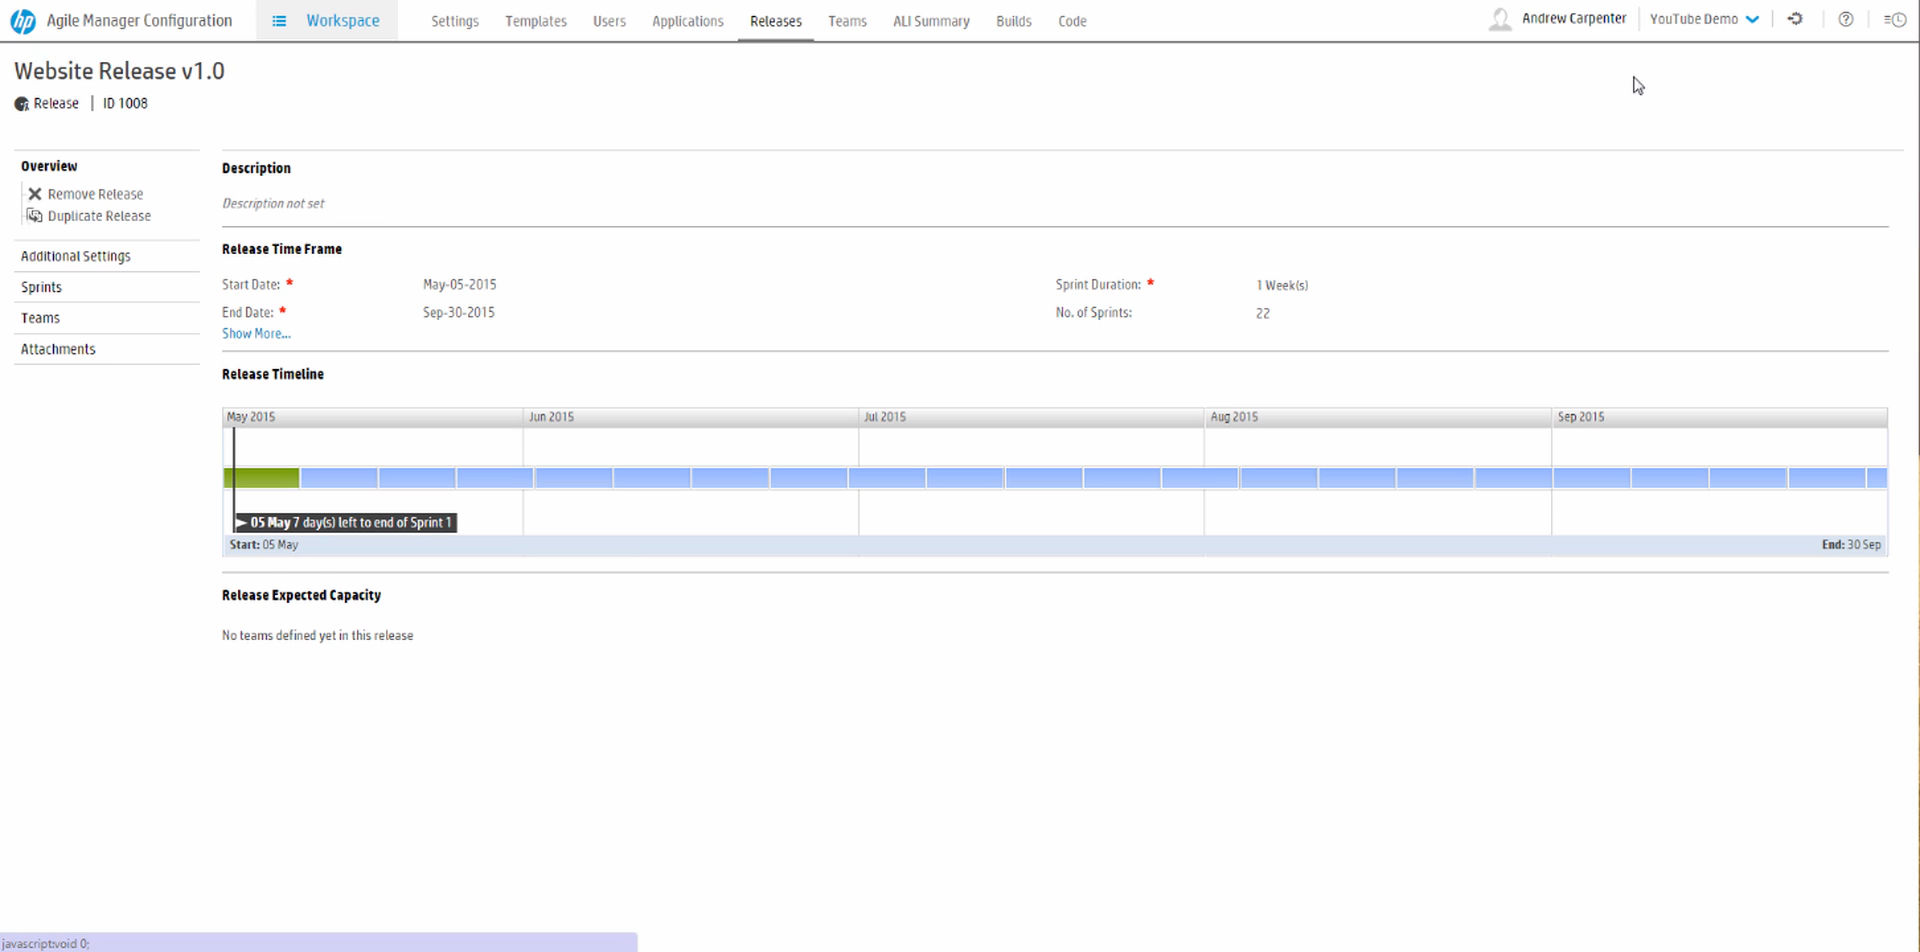 hp Agile Manager Configuration Workspace Settings Templates Users Applications Releases Teams ALI Summary Builds Code Andrew Carpenter YouTube Demo
Website Release v1.0
Release | ID 1008
Overview
Remove Release
Duplicate Release
Additional Settings
Sprints
Teams
Attachments
Description
Description not set
Release Time Frame
Start Date: * May-05-2015 Sprint Duration: * 1 Week(s)
End Date: * Sep-30-2015 No. of Sprints: 22
Show More...
Release Timeline
May 2015 Jun 2015 Jul 2015 Aug 2015 Sep 2015
05 May 7 day(s) left to end of Sprint 1
Start: 05 May End: 30 Sep
Release Expected Capacity
No teams defined yet in this release
javascript:void 0;